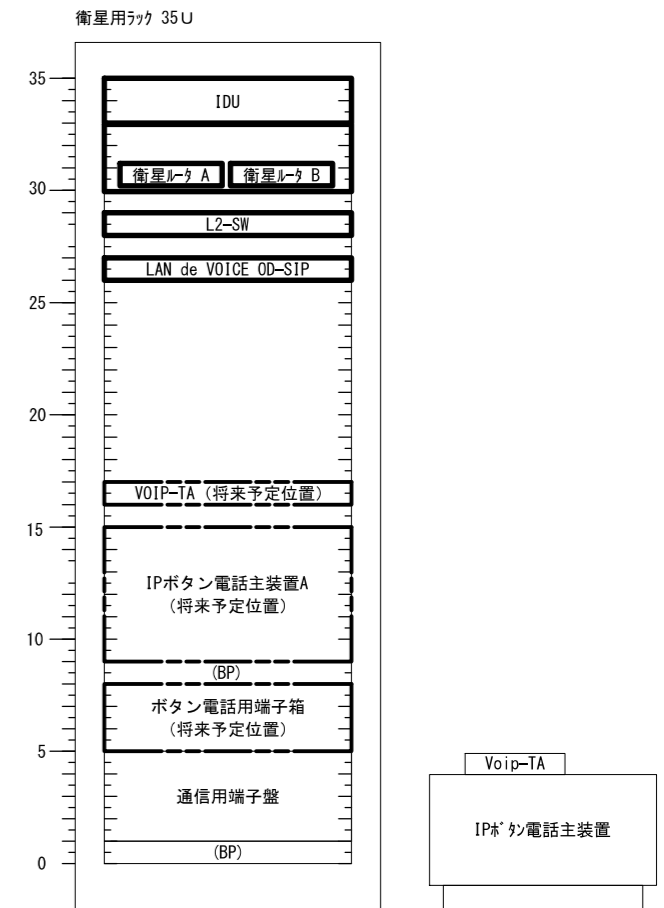 衛星用ﾗｯｸ 35U
35
IDU
衛星ﾙｰﾀ A
衛星ﾙｰﾀ B
30
L2-SW
LAN de VOICE OD-SIP
25
20
VOIP-TA (将来予定位置)
15
IPボタン電話主装置A
(将来予定位置)
10
(BP)
ボタン電話用端子箱
(将来予定位置)
5
通信用端子盤
(BP)
0
Voip-TA
IPﾎﾞﾀﾝ電話主装置